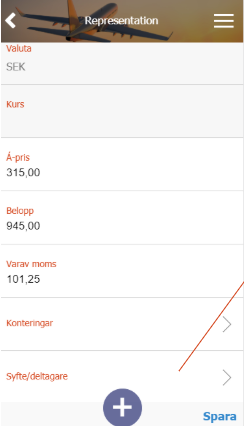 Representation
Valuta
SEK
Kurs
Á-pris
315,00
Belopp
945,00
Varav moms
101,25
Konteringar
Syfte/deltagare
Spara